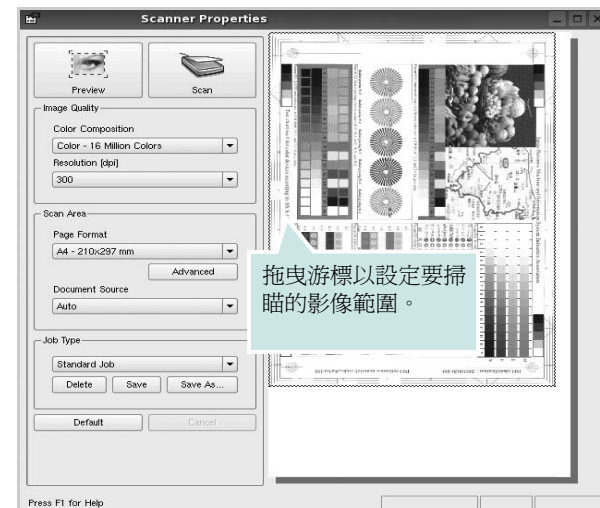 Scanner Properties
Preview
Scan
Image Quality
Color Composition
Color - 16 Million Colors
Resolution [dpi]
300
Scan Area
Page Format
A4 - 210x297 mm
Advanced
Document Source
Auto
Job Type
Standard Job
Delete
Save
Save As...
Default
Cancel
Press F1 for Help
拖曳游標以設定要掃
瞄的影像範圍。